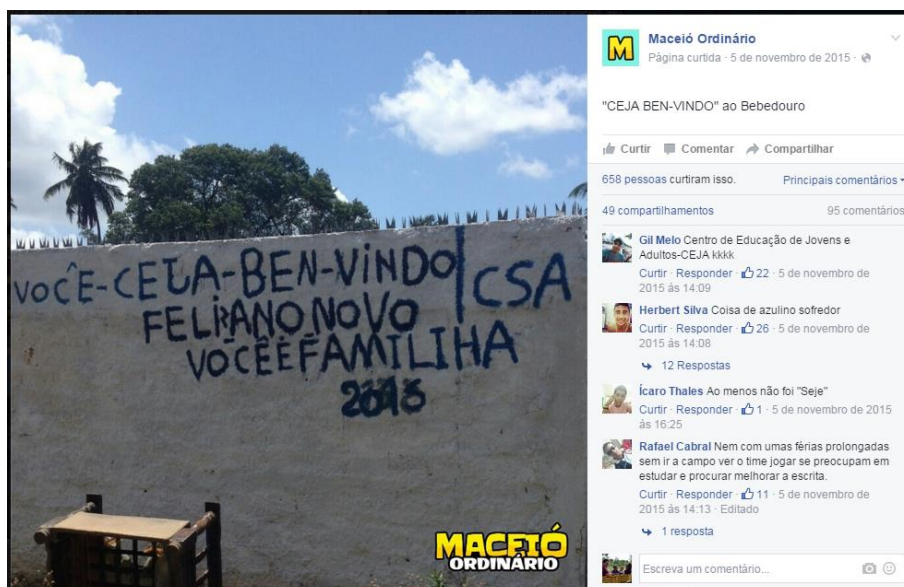 VOCÊ-CEJA-BEN-VINDO
CSA
FELIRANONOVO
VOCÊÊFAMILIHA
MACEIÓ
ORDINÁRIO
M
Maceió Ordinário
Página curtida · 5 de novembro de 2015 ·
"CEJA BEN-VINDO" ao Bebedouro
Curtir Comentar Compartilhar
658 pessoas curtiram isso. Principais comentários
49 compartilhamentos 95 comentários
Gil Melo Centro de Educação de Jovens e
Adultos-CEJA kkkk
Curtir · Responder · 22 · 5 de novembro de
2015 às 14:09
Herbert Silva Coisa de azulino sofredor
Curtir · Responder · 26 · 5 de novembro de
2015 às 14:08
12 Respostas
Ícaro Thales Ao menos não foi "Seje"
Curtir · Responder · 1 · 5 de novembro de 2015
às 16:25
Rafael Cabral Nem com umas férias prolongadas
sem ir a campo ver o time jogar se preocupam em
estudar e procurar melhorar a escrita.
Curtir · Responder · 11 · 5 de novembro de
2015 às 14:13 · Editado
1 resposta
Escreva um comentário...